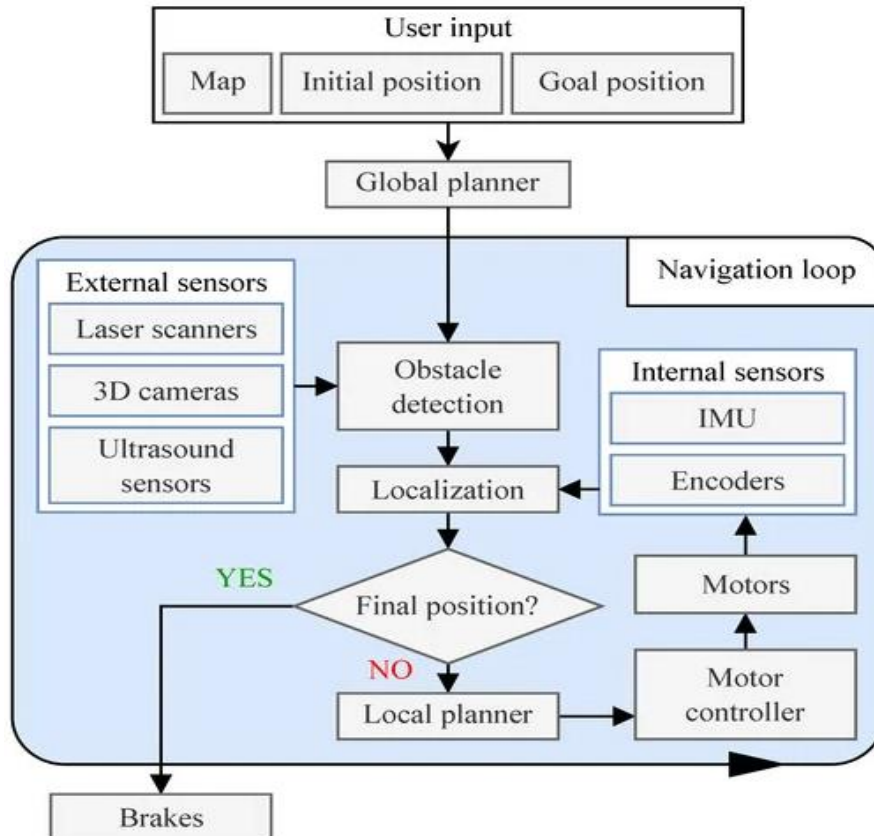 User input
Map
Initial position
Goal position
Global planner
Navigation loop
External sensors
Laser scanners
3D cameras
Ultrasound
sensors
Obstacle
detection
Internal sensors
IMU
Encoders
Localization
YES
Final position?
Motors
NO
Local planner
Motor
controller
Brakes